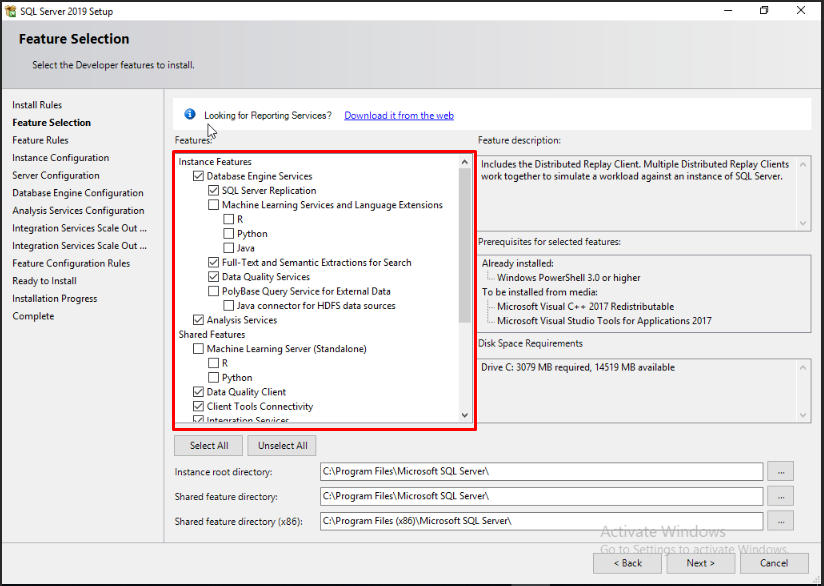 SQL Server 2019 Setup
Feature Selection
Select the Developer features to install.
Install Rules
Feature Selection
Feature Rules
Instance Configuration
Server Configuration
Database Engine Configuration
Analysis Services Configuration
Integration Services Scale Out ...
Integration Services Scale Out ...
Feature Configuration Rules
Ready to Install
Installation Progress
Complete
Looking for Reporting Services? Download it from the web
Features:
Instance Features
Database Engine Services
SQL Server Replication
Machine Learning Services and Language Extensions
R
Python
Java
Full-Text and Semantic Extractions for Search
Data Quality Services
PolyBase Query Service for External Data
Java connector for HDFS data sources
Analysis Services
Shared Features
Machine Learning Server (Standalone)
R
Python
Data Quality Client
Client Tools Connectivity
Integration Services
Feature description:
Includes the Distributed Replay Client. Multiple Distributed Replay Clients
work together to simulate a workload against an instance of SQL Server.
Prerequisites for selected features:
Already installed:
Windows PowerShell 3.0 or higher
To be installed from media:
Microsoft Visual C++ 2017 Redistributable
Microsoft Visual Studio Tools for Applications 2017
Disk Space Requirements
Drive C: 3079 MB required, 14519 MB available
Select All Unselect All
Instance root directory: C:\Program Files\Microsoft SQL Server\ ...
Shared feature directory: C:\Program Files\Microsoft SQL Server\ ...
Shared feature directory (x86): C:\Program Files (x86)\Microsoft SQL Server\ ...
Activate Windows
Go to Settings to activate Windows.
< Back Next > Cancel